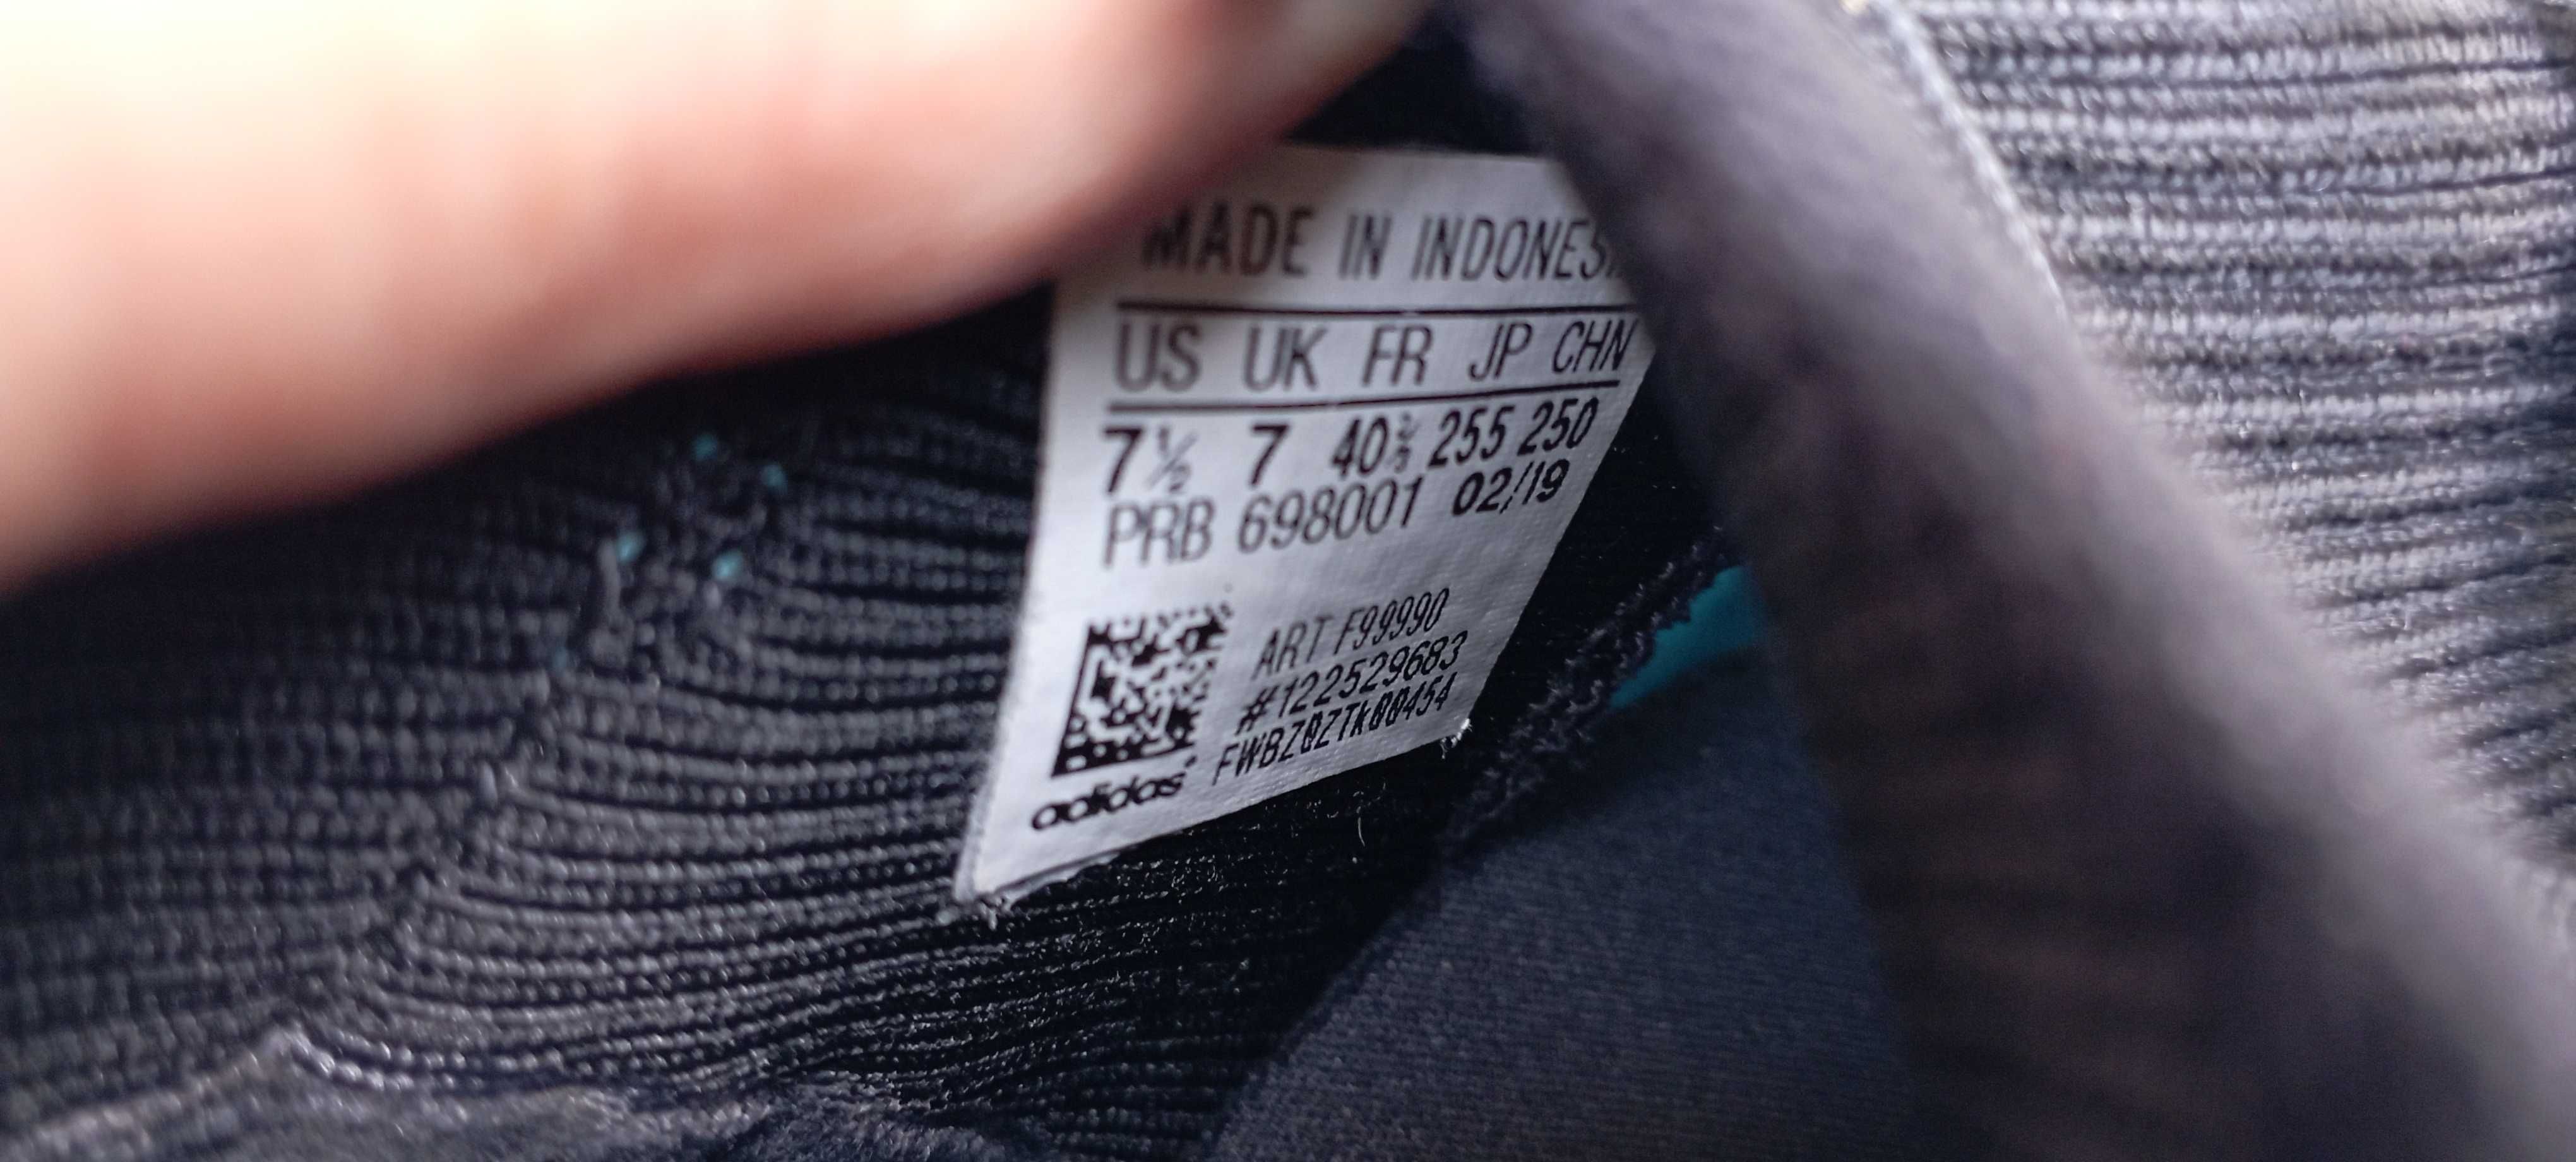 MADE IN INDONES
US UK FR JP CHN
7½ 7 40⅔ 255 250
PRB 698001 02/19
ART F99990
#122529683
FWBZ0ZTK00454
adidas